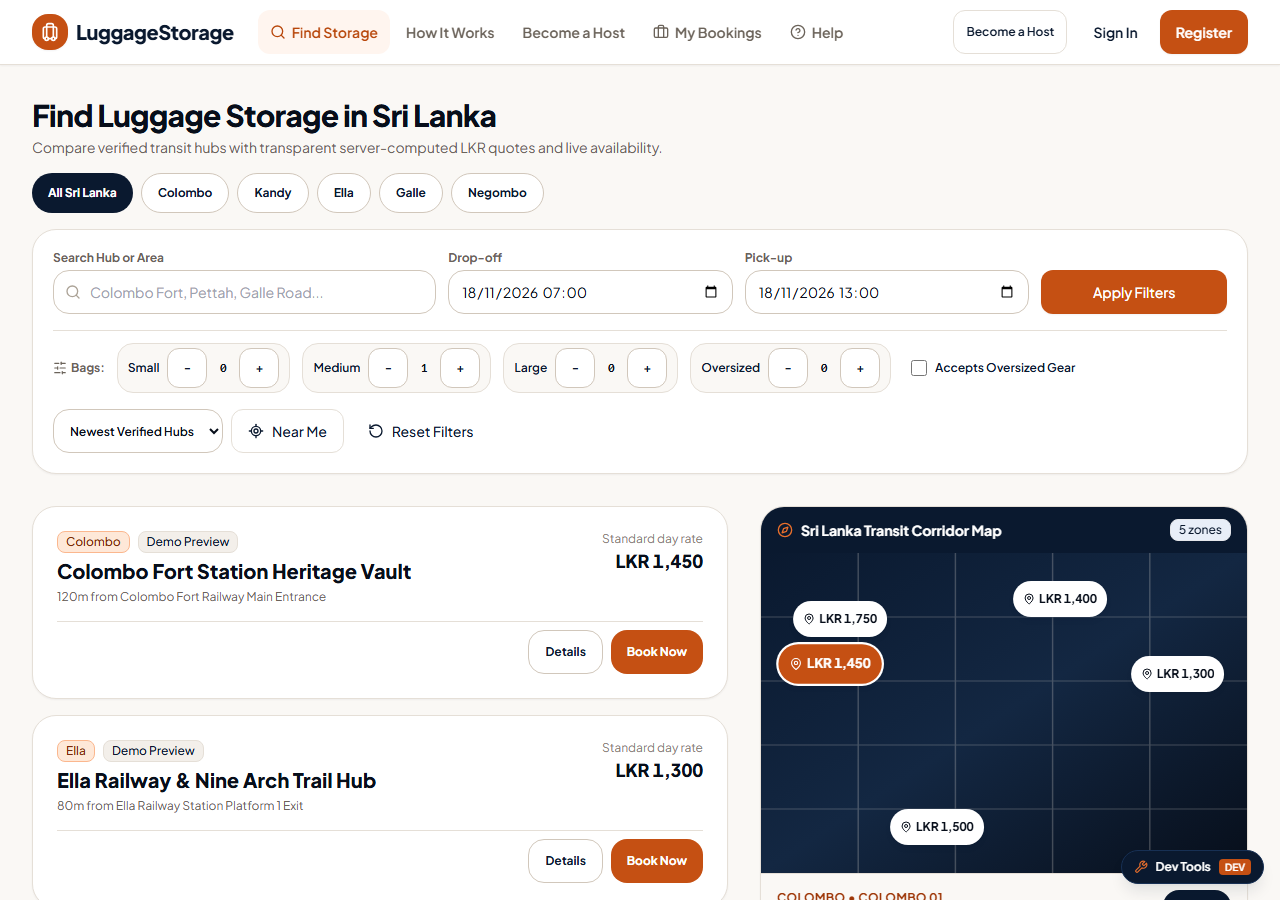 LuggageStorage
Find Storage
How It Works
Become a Host
My Bookings
Help
Become a Host
Sign In
Register
Find Luggage Storage in Sri Lanka
Compare verified transit hubs with transparent server-computed LKR quotes and live availability.
All Sri Lanka
Colombo
Kandy
Ella
Galle
Negombo
Search Hub or Area
Drop-off
Pick-up
Colombo Fort, Pettah, Galle Road...
18/11/2026 07:00
18/11/2026 13:00
Apply Filters
Bags:
Small - 0 +
Medium - 1 +
Large - 0 +
Oversized - 0 +
Accepts Oversized Gear
Newest Verified Hubs
Near Me
Reset Filters
Colombo
Demo Preview
Standard day rate
Colombo Fort Station Heritage Vault
LKR 1,450
120m from Colombo Fort Railway Main Entrance
Details
Book Now
Ella
Demo Preview
Standard day rate
Ella Railway & Nine Arch Trail Hub
LKR 1,300
80m from Ella Railway Station Platform 1 Exit
Details
Book Now
Sri Lanka Transit Corridor Map
5 zones
LKR 1,400
LKR 1,750
LKR 1,450
LKR 1,300
LKR 1,500
Dev Tools DEV
COLOMBO • COLOMBO 01